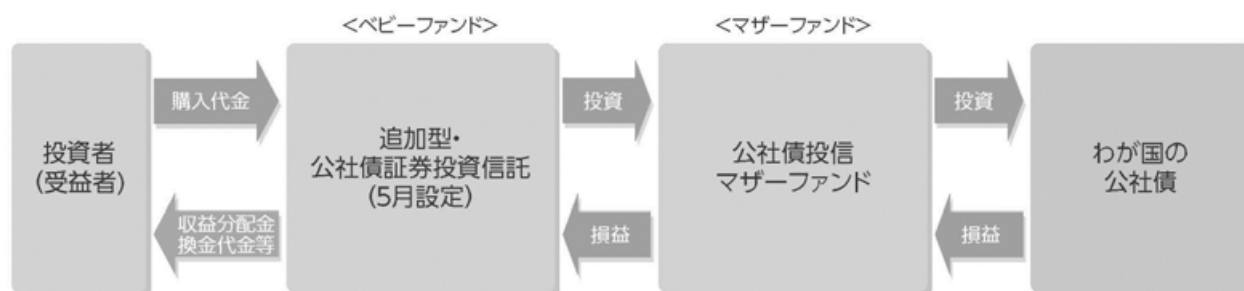 <ベビーファンド>
<マザーファンド>
購入代金
投資
投資
投資者
(受益者)
追加型・
公社債証券投資信託
(5月設定)
公社債投信
マザーファンド
わが国の
公社債
収益分配金
換金代金等
損益
損益